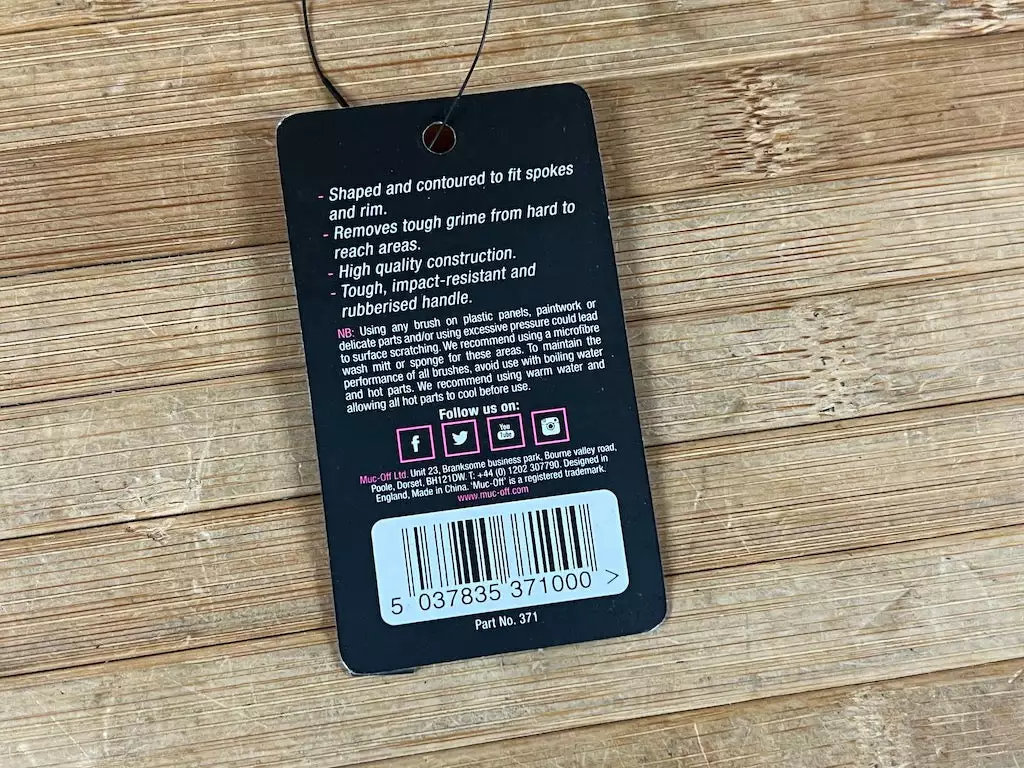 - Shaped and contoured to fit spokes
and rim.
- Removes tough grime from hard to
reach areas.
- High quality construction.
- Tough, impact-resistant and
rubberised handle.
NB: Using any brush on plastic panels, paintwork or
delicate parts and/or using excessive pressure could lead
to surface scratching. We recommend using a microfibre
wash mitt or sponge for these areas. To maintain the
performance of all brushes, avoid use with boiling water
and hot parts. We recommend using warm water and
allowing all hot parts to cool before use.
Follow us on:
You Tube
Muc-Off Ltd. Unit 23, Branksome business park, Bourne valley road,
Poole, Dorset, BH121DW. T: +44 (0) 1202 307790. Designed in
England, Made in China. 'Muc-Off' is a registered trademark.
www.muc-off.com
5 037835 371000 >
Part No. 371